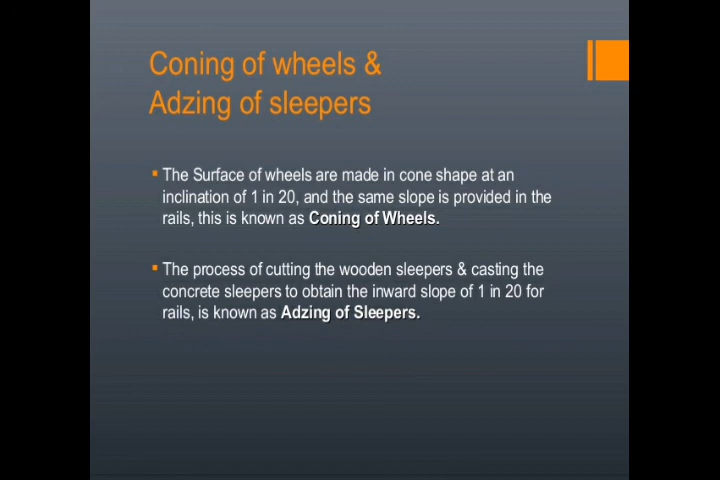 Coning of wheels &
Adzing of sleepers
The Surface of wheels are made in cone shape at an
inclination of 1 in 20, and the same slope is provided in the
rails, this is known as Coning of Wheels.
The process of cutting the wooden sleepers & casting the
concrete sleepers to obtain the inward slope of 1 in 20 for
rails, is known as Adzing of Sleepers.